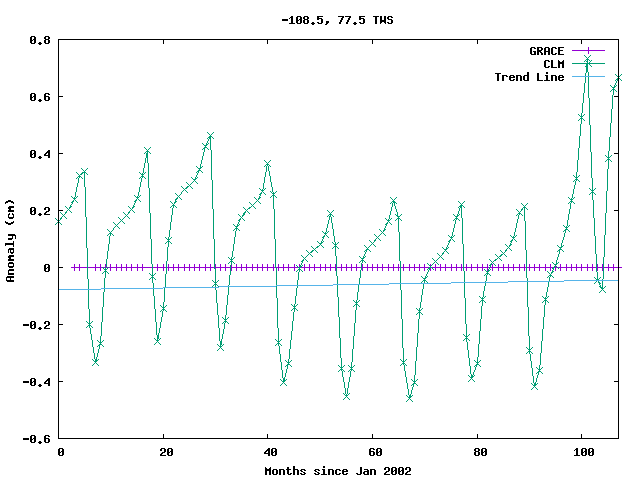 -108.5, 77.5 TWS
GRACE
CLM
Trend Line
Anomaly (cm)
0.8
0.6
0.4
0.2
0
-0.2
-0.4
-0.6
0 20 40 60 80 100
Months since Jan 2002